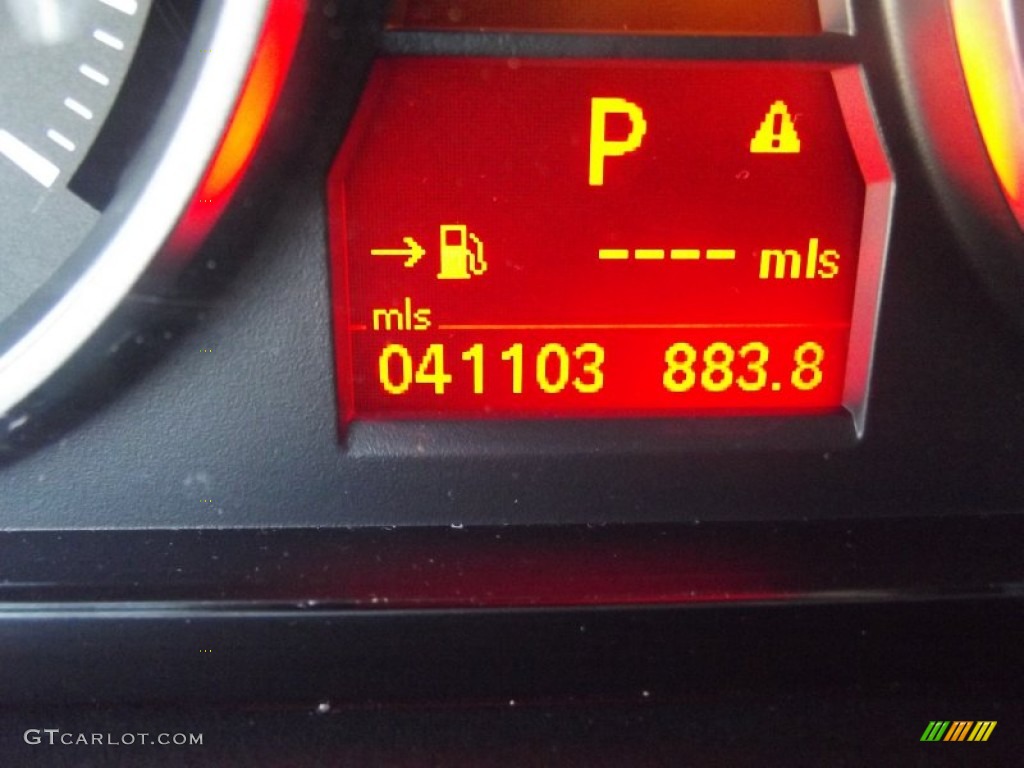 P
---- mls
mls
041103 883.8
GTCARLOT.COM